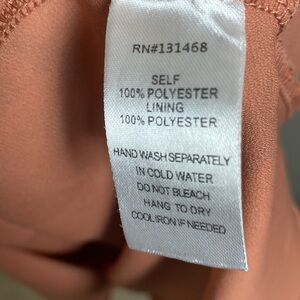 RN#131468
SELF
100% POLYESTER
LINING
100% POLYESTER
HAND WASH SEPARATELY
IN COLD WATER
DO NOT BLEACH
HANG TO DRY
COOL IRON IF NEEDED